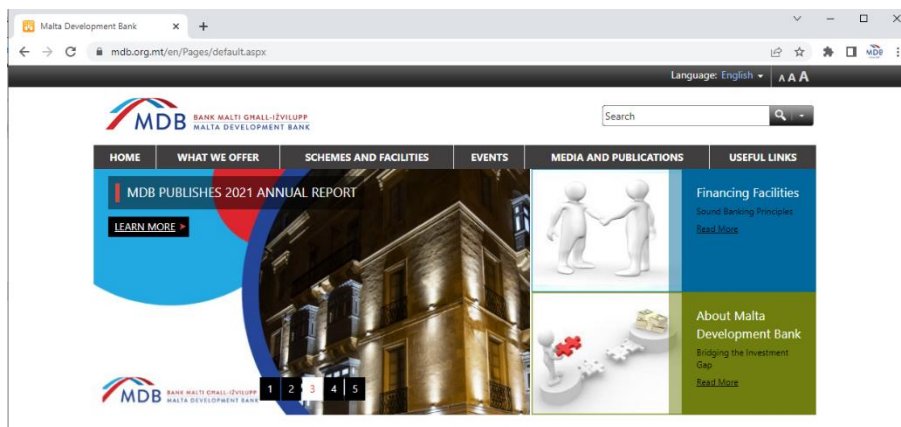 Malta Development Bank
mdb.org.mt/en/Pages/default.aspx
MDB
Language: English
A A A
MDB BANK MALTI GĦALL-IŻVILUPP
MALTA DEVELOPMENT BANK
Search
HOME WHAT WE OFFER SCHEMES AND FACILITIES EVENTS MEDIA AND PUBLICATIONS USEFUL LINKS
MDB PUBLISHES 2021 ANNUAL REPORT
LEARN MORE
Financing Facilities
Sound Banking Principles
Read More
About Malta
Development Bank
Bridging the Investment
Gap
Read More
MDB BANK MALTI GĦALL-IŻVILUPP
MALTA DEVELOPMENT BANK
1 2 3 4 5